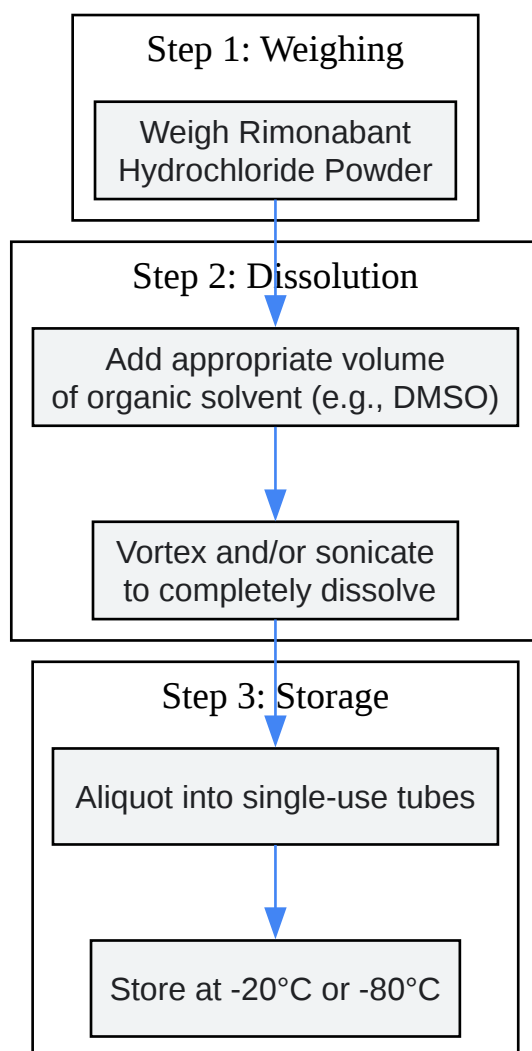 Step 1: Weighing
Weigh Rimonabant
Hydrochloride Powder
Step 2: Dissolution
Add appropriate volume
of organic solvent (e.g., DMSO)
Vortex and/or sonicate
to completely dissolve
Step 3: Storage
Aliquot into single-use tubes
Store at -20°C or -80°C